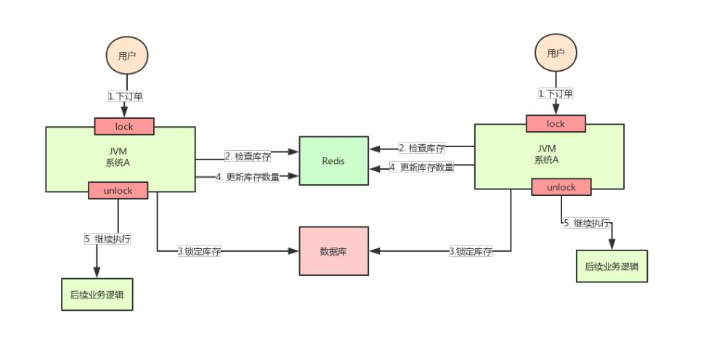 用户
1.下订单
lock
JVM
系统A
unlock
2. 检查库存
4. 更新库存数量
3.锁定库存
5. 继续执行
后续业务逻辑
Redis
数据库
用户
1.下订单
lock
JVM
系统A
unlock
2. 检查库存
4. 更新库存数量
3.锁定库存
5. 继续执行
后续业务逻辑